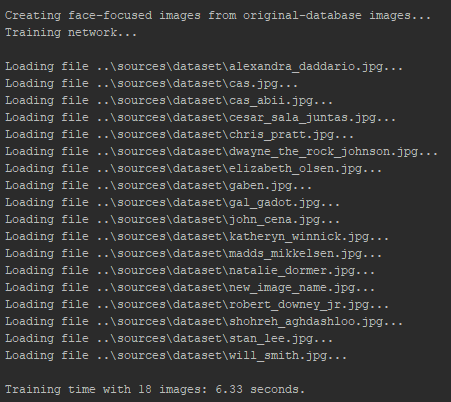 Creating face-focused images from original-database images...
Training network...
Loading file ..\sources\dataset\alexandra_daddario.jpg...
Loading file ..\sources\dataset\cas.jpg...
Loading file ..\sources\dataset\cas_abii.jpg...
Loading file ..\sources\dataset\cesar_sala_juntas.jpg...
Loading file ..\sources\dataset\chris_pratt.jpg...
Loading file ..\sources\dataset\dwayne_the_rock_johnson.jpg...
Loading file ..\sources\dataset\elizabeth_olsen.jpg...
Loading file ..\sources\dataset\gaben.jpg...
Loading file ..\sources\dataset\gal_gadot.jpg...
Loading file ..\sources\dataset\john_cena.jpg...
Loading file ..\sources\dataset\katheryn_winnick.jpg...
Loading file ..\sources\dataset\madds_mikkelsen.jpg...
Loading file ..\sources\dataset\natalie_dormer.jpg...
Loading file ..\sources\dataset\new_image_name.jpg...
Loading file ..\sources\dataset\robert_downey_jr.jpg...
Loading file ..\sources\dataset\shohreh_aghdashloo.jpg...
Loading file ..\sources\dataset\stan_lee.jpg...
Loading file ..\sources\dataset\will_smith.jpg...
Training time with 18 images: 6.33 seconds.